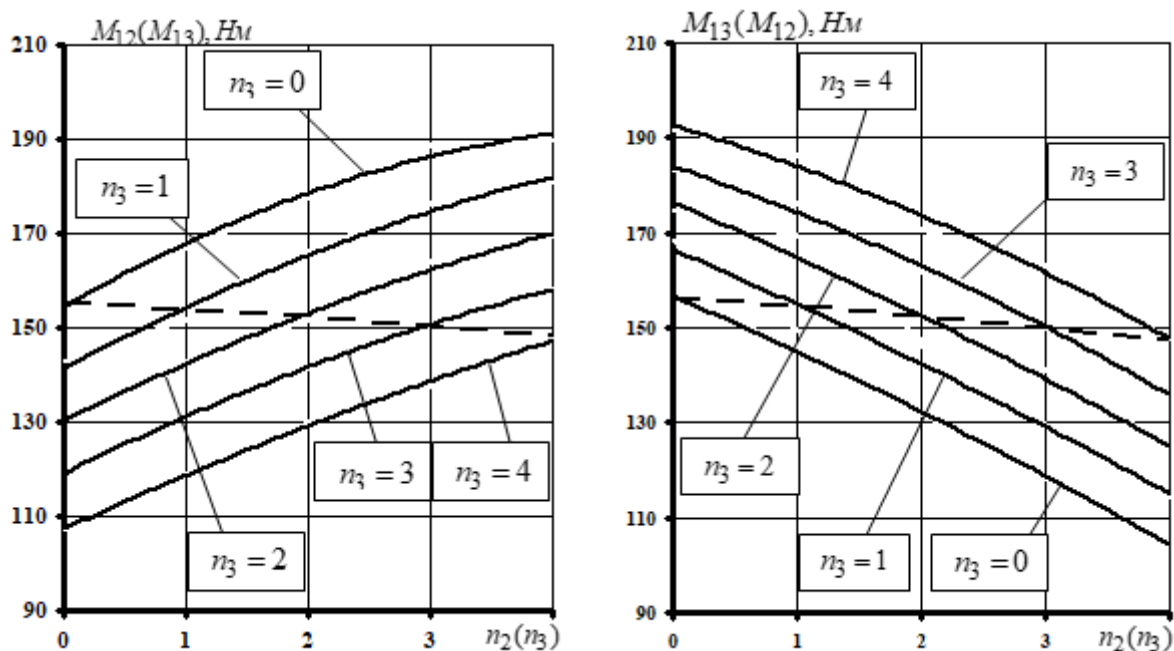 M12(M13), Нм
210
190
170
150
130
110
90
n3 = 0
n3 = 1
n3 = 3
n3 = 4
n3 = 2
0
1
2
3
n2(n3)
M13(M12), Нм
210
190
170
150
130
110
90
n3 = 4
n3 = 3
n3 = 2
n3 = 1
n3 = 0
0
1
2
3
n2(n3)